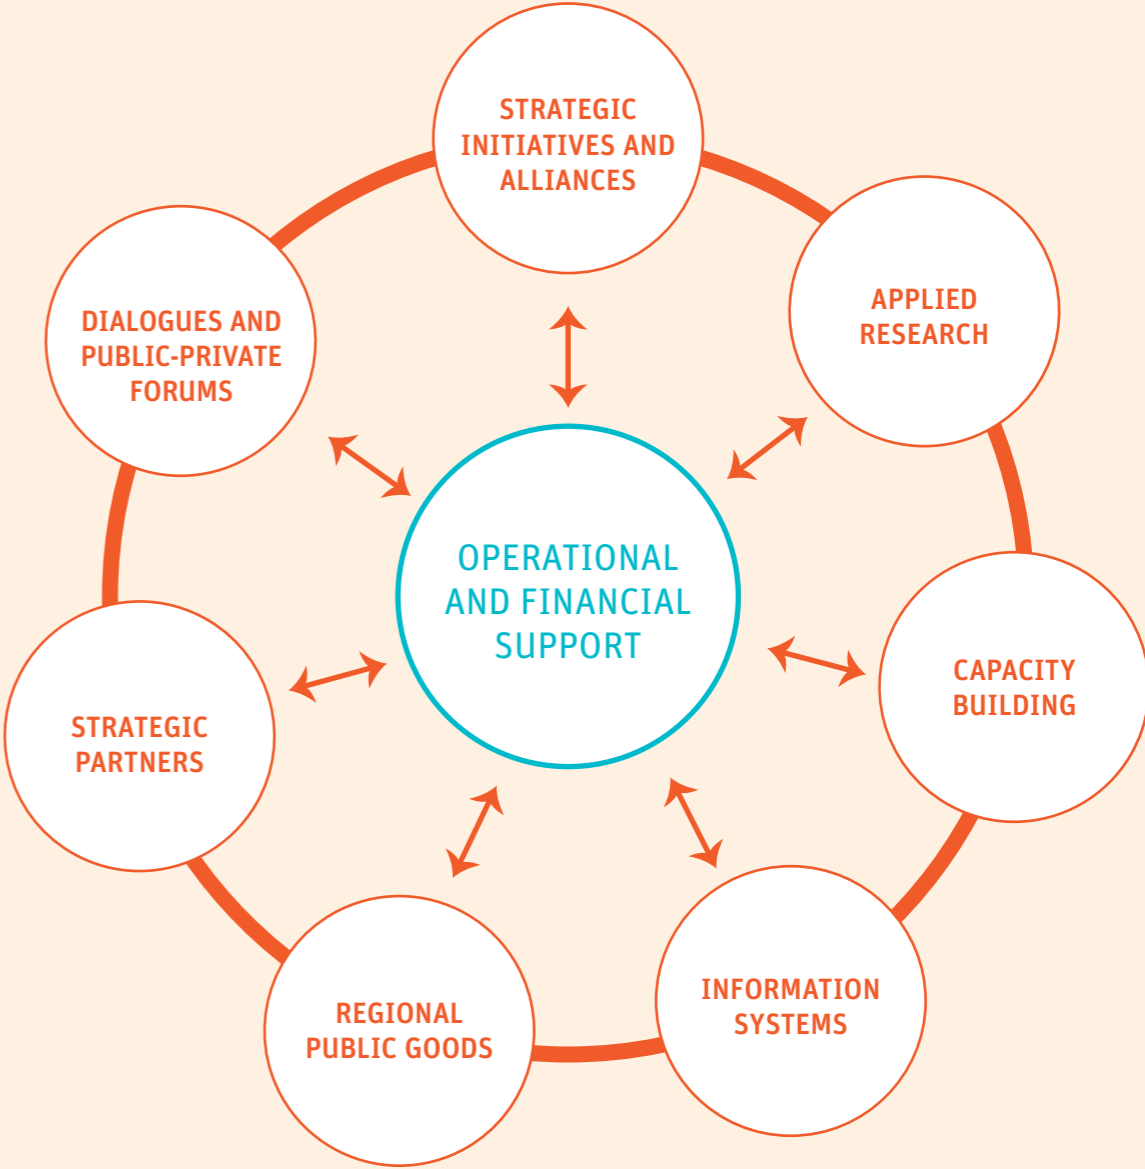 STRATEGIC
INITIATIVES AND
ALLIANCES
APPLIED
RESEARCH
DIALOGUES AND
PUBLIC-PRIVATE
FORUMS
OPERATIONAL
AND FINANCIAL
SUPPORT
CAPACITY
BUILDING
STRATEGIC
PARTNERS
INFORMATION
SYSTEMS
REGIONAL
PUBLIC GOODS